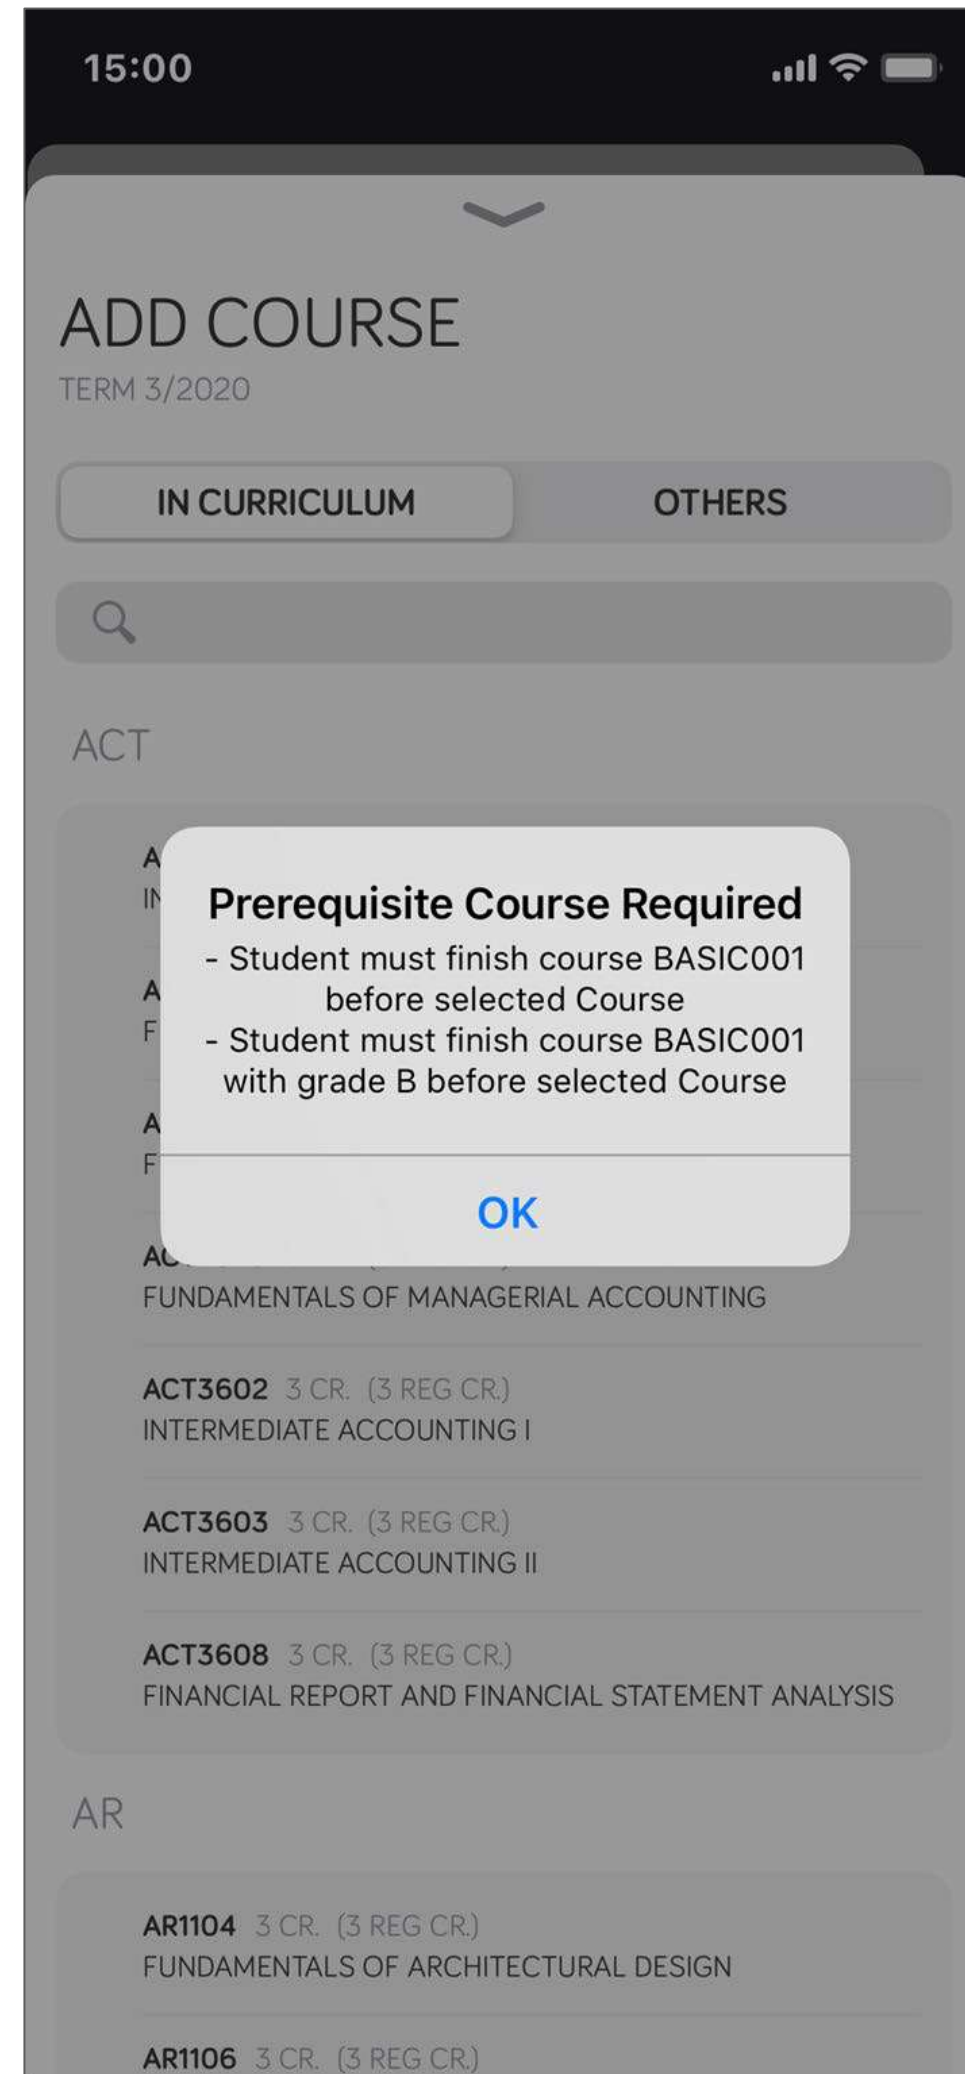 15:00
ADD COURSE
TERM 3/2020
IN CURRICULUM
OTHERS
ACT
Prerequisite Course Required
- Student must finish course BASIC001
before selected Course
- Student must finish course BASIC001
with grade B before selected Course
OK
FUNDAMENTALS OF MANAGERIAL ACCOUNTING
ACT3602 3 CR. (3 REG CR.)
INTERMEDIATE ACCOUNTING I
ACT3603 3 CR. (3 REG CR.)
INTERMEDIATE ACCOUNTING II
ACT3608 3 CR. (3 REG CR.)
FINANCIAL REPORT AND FINANCIAL STATEMENT ANALYSIS
AR
AR1104 3 CR. (3 REG CR.)
FUNDAMENTALS OF ARCHITECTURAL DESIGN
AR1106 3 CR. (3 REG CR.)